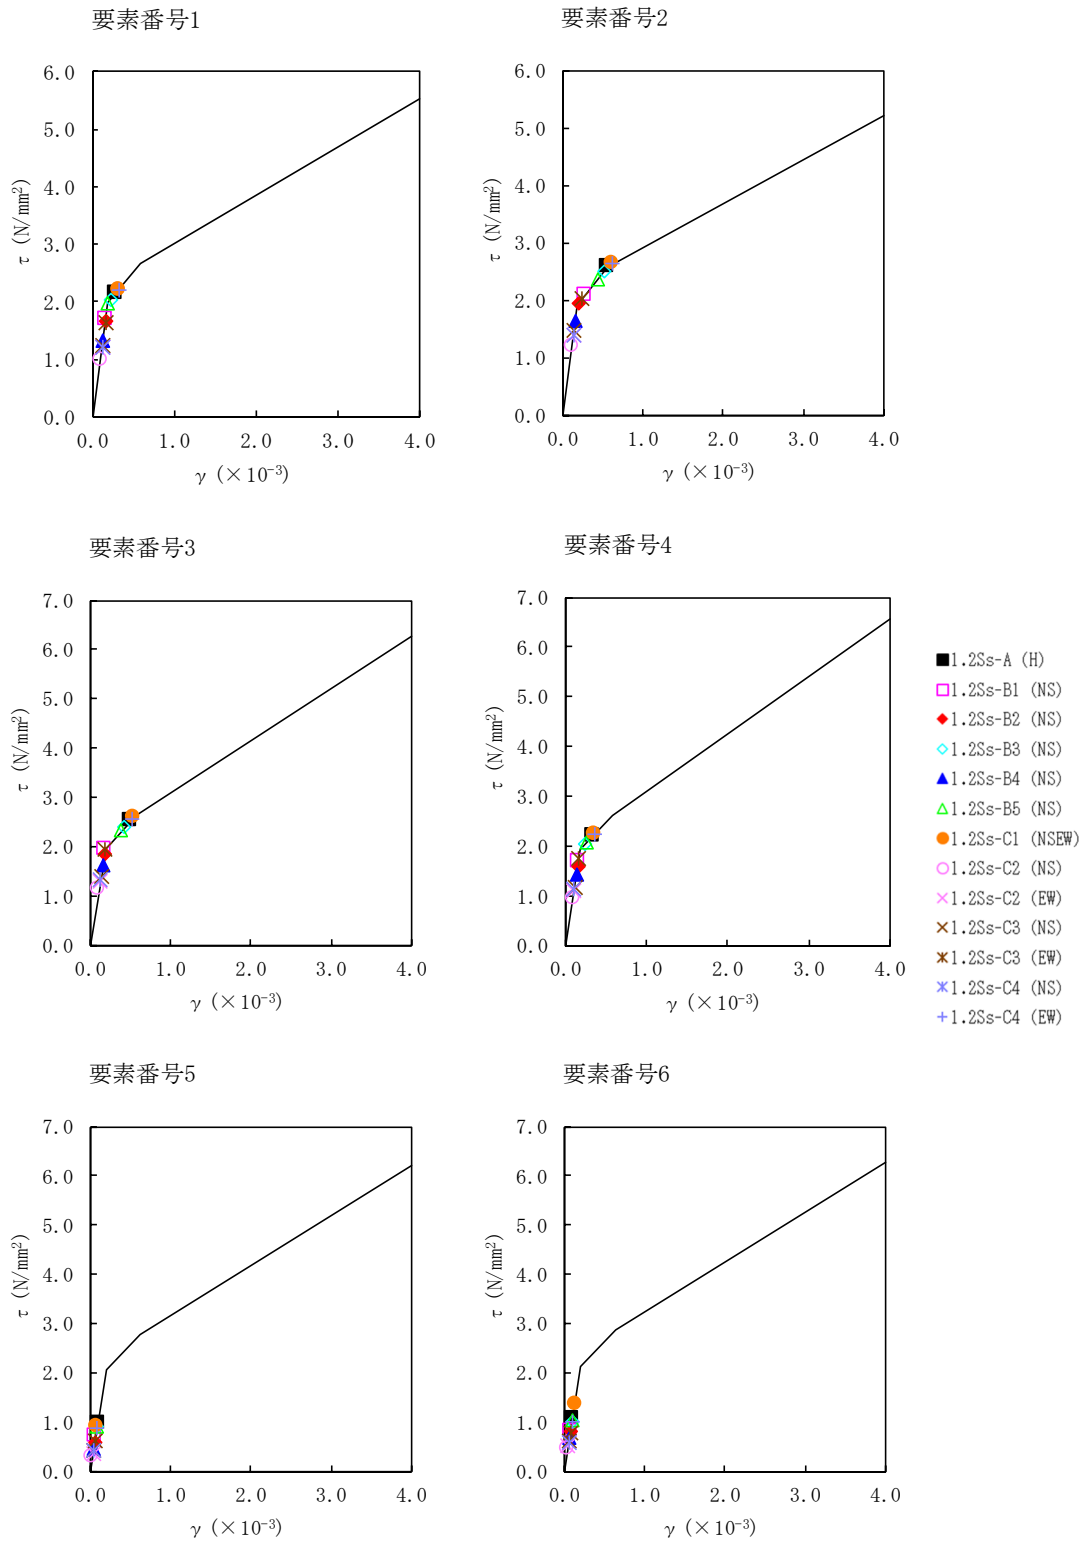 要素番号1
6.0
5.0
4.0
3.0
2.0
1.0
0.0
τ (N/mm²)
0.0 1.0 2.0 3.0 4.0
γ (×10⁻³)
要素番号2
6.0
5.0
4.0
3.0
2.0
1.0
0.0
τ (N/mm²)
0.0 1.0 2.0 3.0 4.0
γ (×10⁻³)
要素番号3
7.0
6.0
5.0
4.0
3.0
2.0
1.0
0.0
τ (N/mm²)
0.0 1.0 2.0 3.0 4.0
γ (×10⁻³)
要素番号4
7.0
6.0
5.0
4.0
3.0
2.0
1.0
0.0
τ (N/mm²)
0.0 1.0 2.0 3.0 4.0
γ (×10⁻³)
1.2Ss-A (H)
1.2Ss-B1 (NS)
1.2Ss-B2 (NS)
1.2Ss-B3 (NS)
1.2Ss-B4 (NS)
1.2Ss-B5 (NS)
1.2Ss-C1 (NSEW)
1.2Ss-C2 (NS)
1.2Ss-C2 (EW)
1.2Ss-C3 (NS)
1.2Ss-C3 (EW)
1.2Ss-C4 (NS)
1.2Ss-C4 (EW)
要素番号5
7.0
6.0
5.0
4.0
3.0
2.0
1.0
0.0
τ (N/mm²)
0.0 1.0 2.0 3.0 4.0
γ (×10⁻³)
要素番号6
7.0
6.0
5.0
4.0
3.0
2.0
1.0
0.0
τ (N/mm²)
0.0 1.0 2.0 3.0 4.0
γ (×10⁻³)